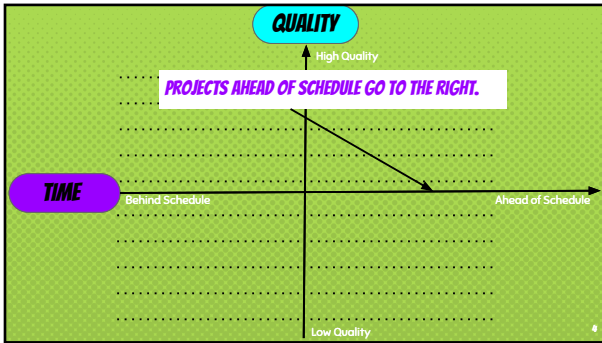 QUALITY
High Quality
PROJECTS AHEAD OF SCHEDULE GO TO THE RIGHT.
TIME
Behind Schedule
Ahead of Schedule
Low Quality
4